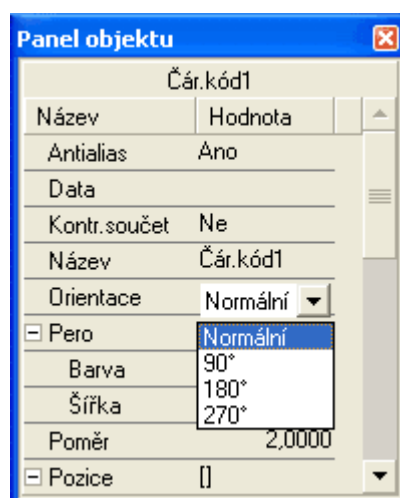 Panel objektu
Čár.kód1
Název Hodnota
Antialias Ano
Data
Kontr.součet Ne
Název Čár.kód1
Orientace Normální
Pero Normální
90°
Barva
180°
Šířka 270°
Poměr 2,0000
Pozice []